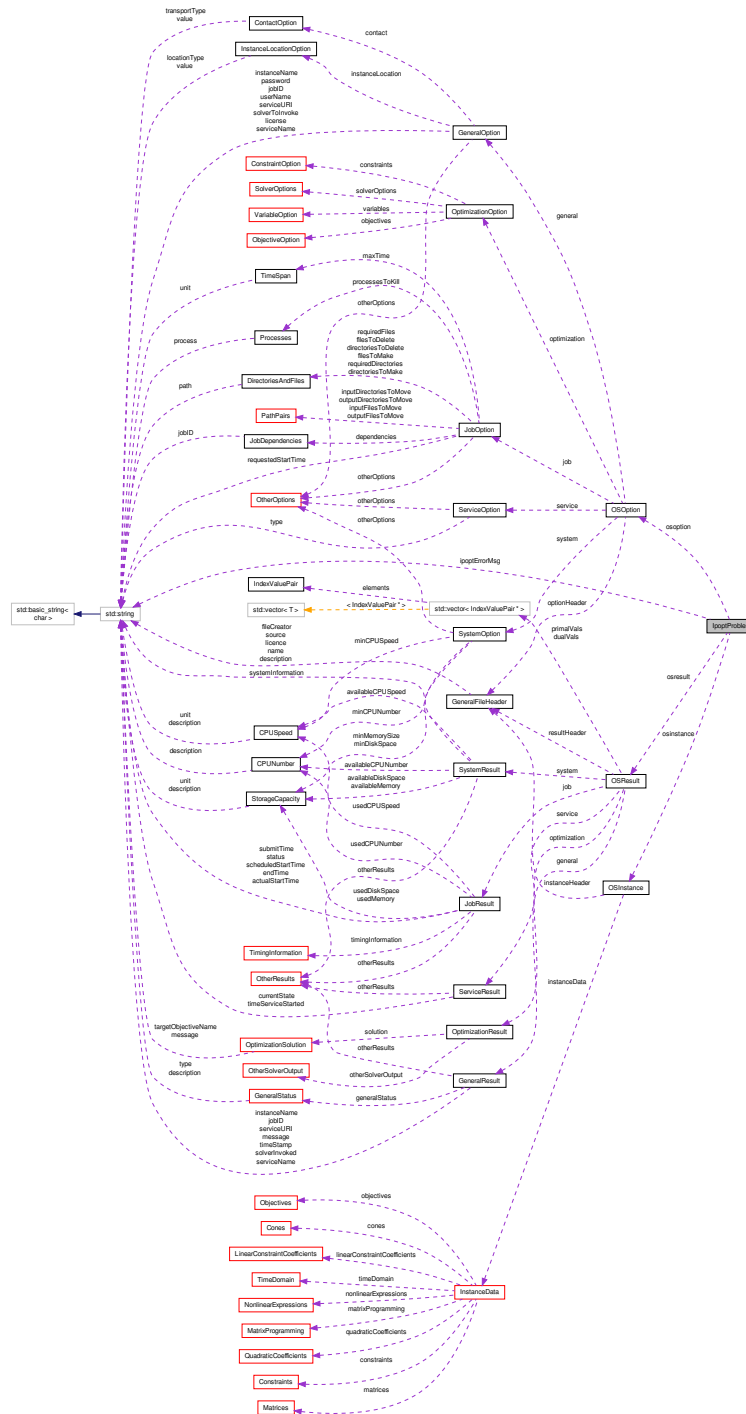 transportType
value
ContactOption
contact
locationType
value
InstanceLocationOption
instanceLocation
instanceName
password
jobID
userName
serviceURI
solverToInvoke
license
serviceName
GeneralOption
ConstraintOption
constraints
SolverOptions
solverOptions
VariableOption
variables
OptimizationOption
ObjectiveOption
objectives
general
TimeSpan
maxTime
unit
processesToKill
otherOptions
Processes
process
optimization
requiredFiles
filesToDelete
directoriesToDelete
filesToMake
requiredDirectories
directoriesToMake
DirectoriesAndFiles
path
inputDirectoriesToMove
outputDirectoriesToMove
inputFilesToMove
outputFilesToMove
PathPairs
JobOption
jobID
JobDependencies
dependencies
requestedStartTime
job
otherOptions
OtherOptions
otherOptions
ServiceOption
service
OSOption
type
otherOptions
system
osoption
ipoptErrorMsg
IndexValuePair
elements
optionHeader
std::basic_string<
char >
std::string
std::vector< T >
< IndexValuePair * >
std::vector< IndexValuePair * >
IpoptProblem
fileCreator
source
licence
name
description
minCPUSpeed
SystemOption
primalVals
dualVals
systemInformation
availableCPUSpeed
minCPUNumber
GeneralFileHeader
osresult
osinstance
unit
description
CPUSpeed
minMemorySize
minDiskSpace
resultHeader
description
CPUNumber
availableCPUNumber
SystemResult
system
OSResult
unit
description
StorageCapacity
availableDiskSpace
availableMemory
usedCPUSpeed
job
service
usedCPUNumber
optimization
submitTime
status
scheduledStartTime
endTime
actualStartTime
otherResults
general
usedDiskSpace
usedMemory
instanceHeader
OSInstance
JobResult
TimingInformation
timingInformation
otherResults
OtherResults
otherResults
ServiceResult
instanceData
currentState
timeServiceStarted
targetObjectiveName
message
OptimizationSolution
solution
OptimizationResult
otherResults
type
description
OtherSolverOutput
otherSolverOutput
GeneralResult
GeneralStatus
generalStatus
instanceName
jobID
serviceURI
message
timeStamp
solverInvoked
serviceName
Objectives
objectives
Cones
cones
LinearConstraintCoefficients
linearConstraintCoefficients
TimeDomain
timeDomain
NonlinearExpressions
nonlinearExpressions
InstanceData
MatrixProgramming
matrixProgramming
QuadraticCoefficients
quadraticCoefficients
Constraints
constraints
Matrices
matrices